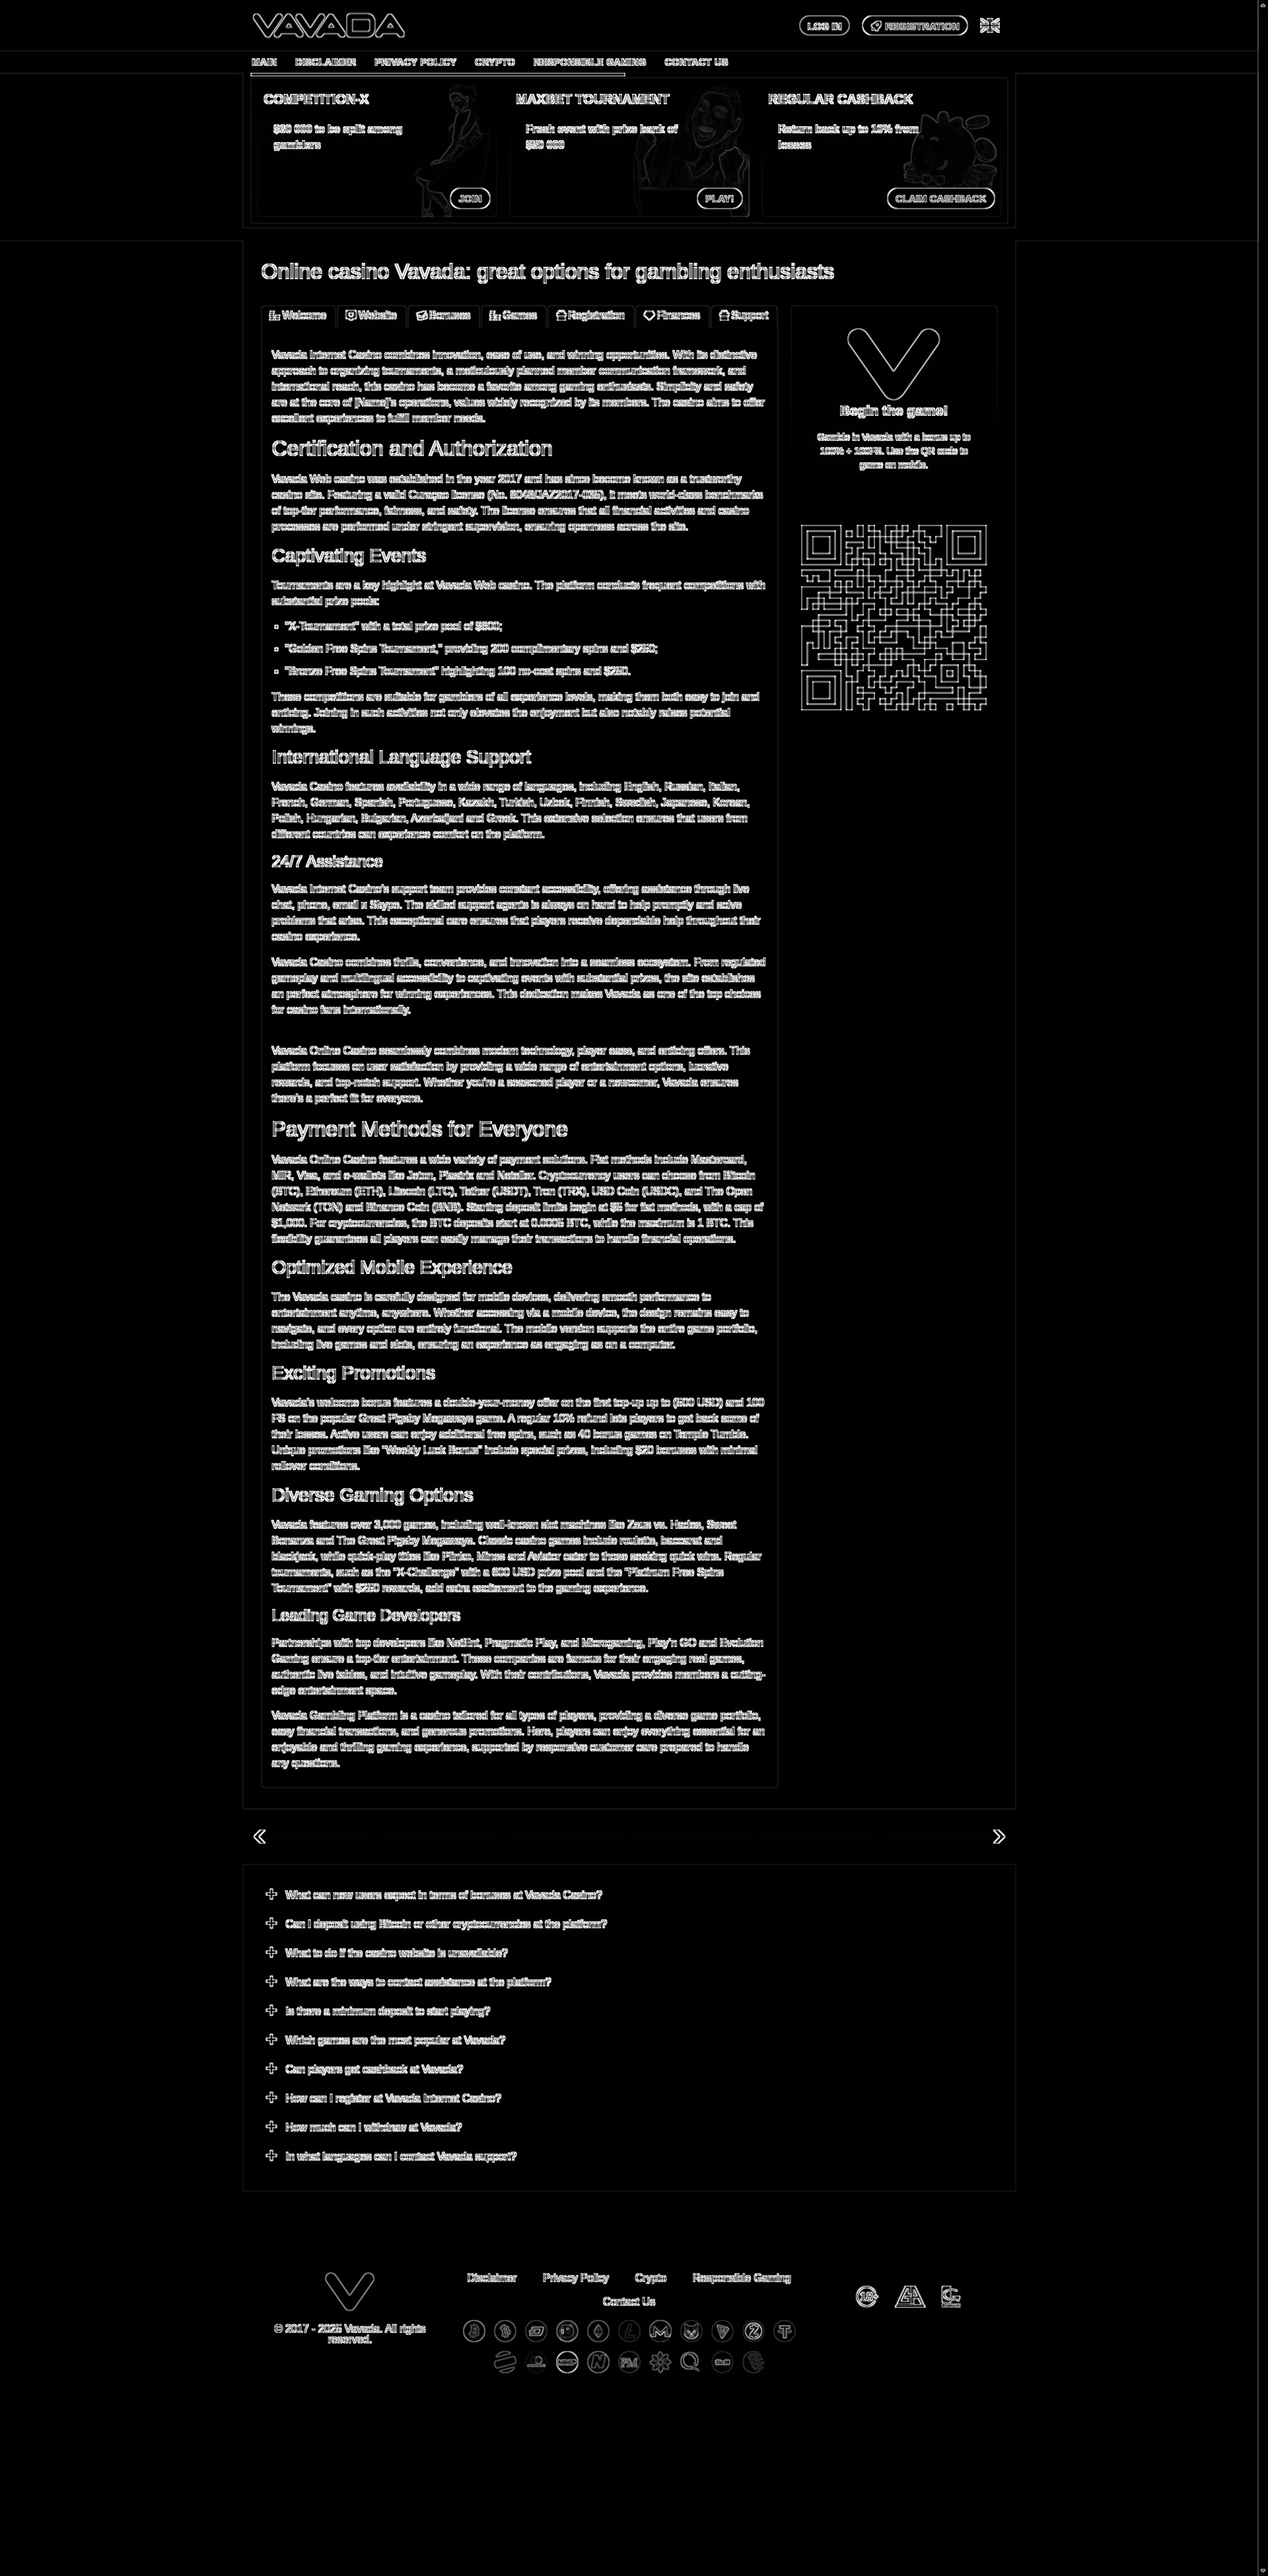 VAVADA
LOG IN
REGISTRATION
MAIN
DISCLAIMER
PRIVACY POLICY
CRYPTO
RESPONSIBLE GAMING
CONTACT US
COMPETITION-X
to be split among
gamblers
JOIN
MAXBET TOURNAMENT
Fresh event with prize bank of
PLAY!
REGULAR CASHBACK
Return back up to 10% from
losses
CLAIM CASHBACK
Online casino Vavada: great options for gambling enthusiasts
Welcome
Website
Bonuses
Games
Registration
Finances
Support
Vavada Internet Casino combines innovation, ease of use, and winning opportunities. With its distinctive
approach to organizing tournaments, a meticulously planned member communication framework, and
international reach, this casino has become a favorite among gaming enthusiasts. Simplicity and safety
are at the core of [Name]'s operations, values widely recognized by its members. The casino aims to offer
excellent experiences to fulfill member needs.
Certification and Authorization
Vavada Web casino was established in the year 2017 and has since become known as a trustworthy
casino site. Featuring a valid Curaçao license (No. it meets world-class benchmarks
of top-tier performance, fairness, and safety. The license ensures that all financial activities and casino
processes are performed under stringent supervision, ensuring openness across the site.
Captivating Events
Tournaments are a key highlight at Vavada Web casino. The platform conducts frequent competitions with
substantial prize pools:
"X-Tournament" with a total prize pool of
"Golden Free Spins Tournament," providing 200 complimentary spins and $250;
"Bronze Free Spins Tournament" highlighting 100 no-cost spins and $250.
These competitions are suitable for gamblers of all experience levels, making them both easy to join and
enticing. Joining in such activities not only elevates the enjoyment but also notably raises potential
winnings.
International Language Support
Vavada Casino features availability in a wide range of languages, including English, Russian, Italian,
French, German, Spanish, Portuguese, Kazakh, Turkish, Uzbek, Finnish, Swedish, Japanese, Korean,
Polish, Hungarian, Bulgarian, Azerbaijani and Greek. This extensive selection ensures that users from
different countries can experience comfort on the platform.
24/7 Assistance
Vavada Internet Casino's support team provides constant accessibility, offering assistance through live
chat, phone, email и Skype. The skilled support agents is always on hand to help promptly and solve
problems that arise. This exceptional care ensures that players receive dependable help throughout their
casino experience.
Vavada Casino combines thrills, convenience, and innovation into a seamless ecosystem. From regulated
gameplay and multilingual accessibility to captivating events with substantial prizes, the site establishes
an perfect atmosphere for winning experiences. This dedication makes Vavada as one of the top choices
for casino fans internationally.
Vavada Online Casino seamlessly combines modern technology, player ease, and enticing offers. This
platform focuses on user satisfaction by providing a wide range of entertainment options, lucrative
rewards, and top-notch support. Whether you're a seasoned player or a newcomer, Vavada ensures
there's a perfect fit for everyone.
Payment Methods for Everyone
Vavada Online Casino features a wide variety of payment solutions. Fiat methods include Mastercard,
MIR, Visa, and e-wallets like Jeton, Piastrix and Neteller. Cryptocurrency users can choose from Bitcoin
(BTC), Ethereum (ETH), Litecoin (LTC), Tether (USDT), Tron (TRX), USD Coin (USDC), and The Open
Network (TON) and Binance Coin (BNB). Starting deposit limits begin at $5 for fiat methods, with a cap of
$1,000. For cryptocurrencies, the BTC deposits start at 0.0005 BTC, while the maximum is 1 BTC. This
flexibility guarantees all players can easily manage their transactions to handle financial operations.
Optimized Mobile Experience
The Vavada casino is carefully designed for mobile devices, delivering smooth performance to
entertainment anytime, anywhere. Whether accessing via a mobile device, the design remains easy to
navigate, and every option are entirely functional. The mobile version supports the entire game portfolio,
including live games and slots, ensuring an experience as engaging as on a computer.
Exciting Promotions
Vavada's welcome bonus features a double-your-money offer on the first top-up up to USD) and 100
FS on the popular Great Pigsby Megaways game. A regular 10% refund lets players to get back some of
their losses. Active users can enjoy additional free spins, such as 40 bonus games on Temple Tumble.
Unique promotions like "Weekly Luck Bonus" include special prizes, including $20 bonuses with minimal
rollover conditions.
Diverse Gaming Options
Vavada features over 3,000 games, including well-known slot machines like Zeus vs. Hades, Sweet
Bonanza and The Great Pigsby Megaways. Classic casino games include roulette, baccarat and
blackjack, while quick-play titles like Plinko, Mines and Aviator cater to those seeking quick wins. Regular
tournaments, such as the "X-Challenge" with a USD prize pool and the "Platinum Free Spins
Tournament" with $250 rewards, add extra excitement to the gaming experience.
Leading Game Developers
Partnerships with top developers like NetEnt, Pragmatic Play, and Microgaming, Play'n GO and Evolution
Gaming ensure a top-tier entertainment. These companies are famous for their engaging reel games,
authentic live tables, and intuitive gameplay. With their contributions, Vavada provides members a cutting-
edge entertainment space.
Vavada Gambling Platform is a casino tailored for all types of players, providing a diverse game portfolio,
easy financial transactions, and generous promotions. Here, players can enjoy everything essential for an
enjoyable and thrilling gaming experience, supported by responsive customer care prepared to handle
any questions.
Begin the game!
Gamble in Vavada with a bonus up to
100% + Use the QR code to
game on mobile.
What can new users expect in terms of bonuses at Vavada Casino?
Can I deposit using Bitcoin or other cryptocurrencies at the platform?
What to do if the casino website is unavailable?
What are the ways to contact assistance at the platform?
Is there a minimum deposit to start playing?
Which games are the most popular at Vavada?
Can players get cashback at Vavada?
How can I register at Vavada Internet Casino?
How much can I withdraw at Vavada?
In what languages can I contact Vavada support?
© 2017 - 2025 Vavada. All rights
reserved.
Disclaimer
Privacy Policy
Crypto
Responsible Gaming
Contact Us
18+